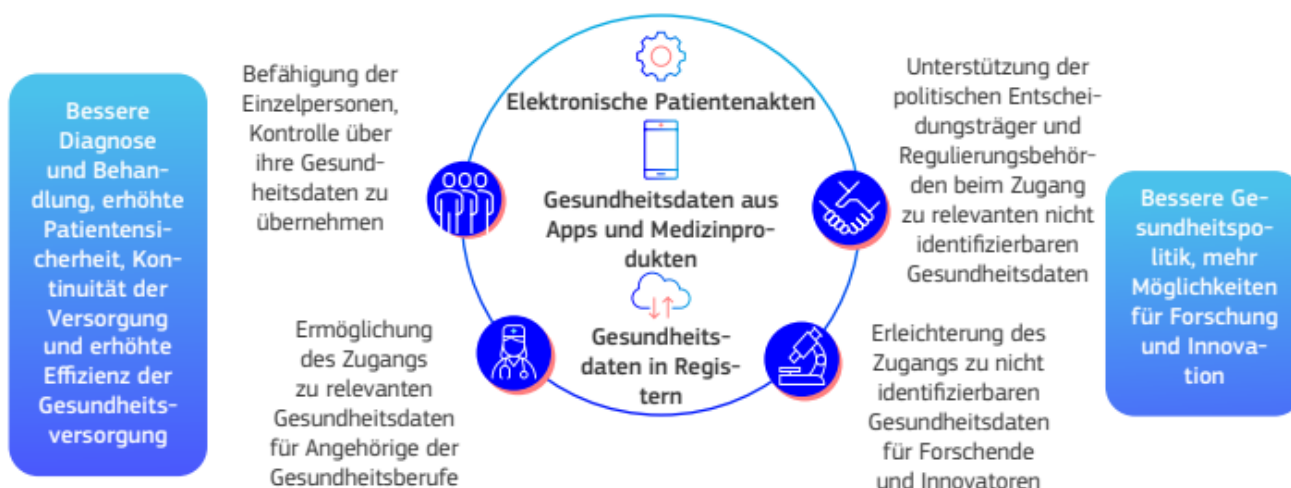 Bessere
Diagnose
und Behan-
dlung, erhöhte
Patientensi-
cherheit, Kon-
tinuität der
Versorgung
und erhöhte
Effizienz der
Gesundheits-
versorgung
Befähigung der
Einzelpersonen,
Kontrolle über
ihre Gesund-
heitsdaten zu
übernehmen
Ermöglichung
des Zugangs
zu relevanten
Gesundheitsdaten
für Angehörige der
Gesundheitsberufe
Elektronische Patientenakten
Gesundheitsdaten aus
Apps und Medizinpro-
dukten
Gesundheits-
daten in Regis-
tern
Unterstützung der
politischen Entschei-
dungsträger und
Regulierungsbehör-
den beim Zugang
zu relevanten nicht
identifizierbaren
Gesundheitsdaten
Erleichterung des
Zugangs zu nicht
identifizierbaren
Gesundheitsdaten
für Forschende
und Innovatoren
Bessere Ge-
sundheitspo-
litik, mehr
Möglichkeiten
für Forschung
und Innova-
tion